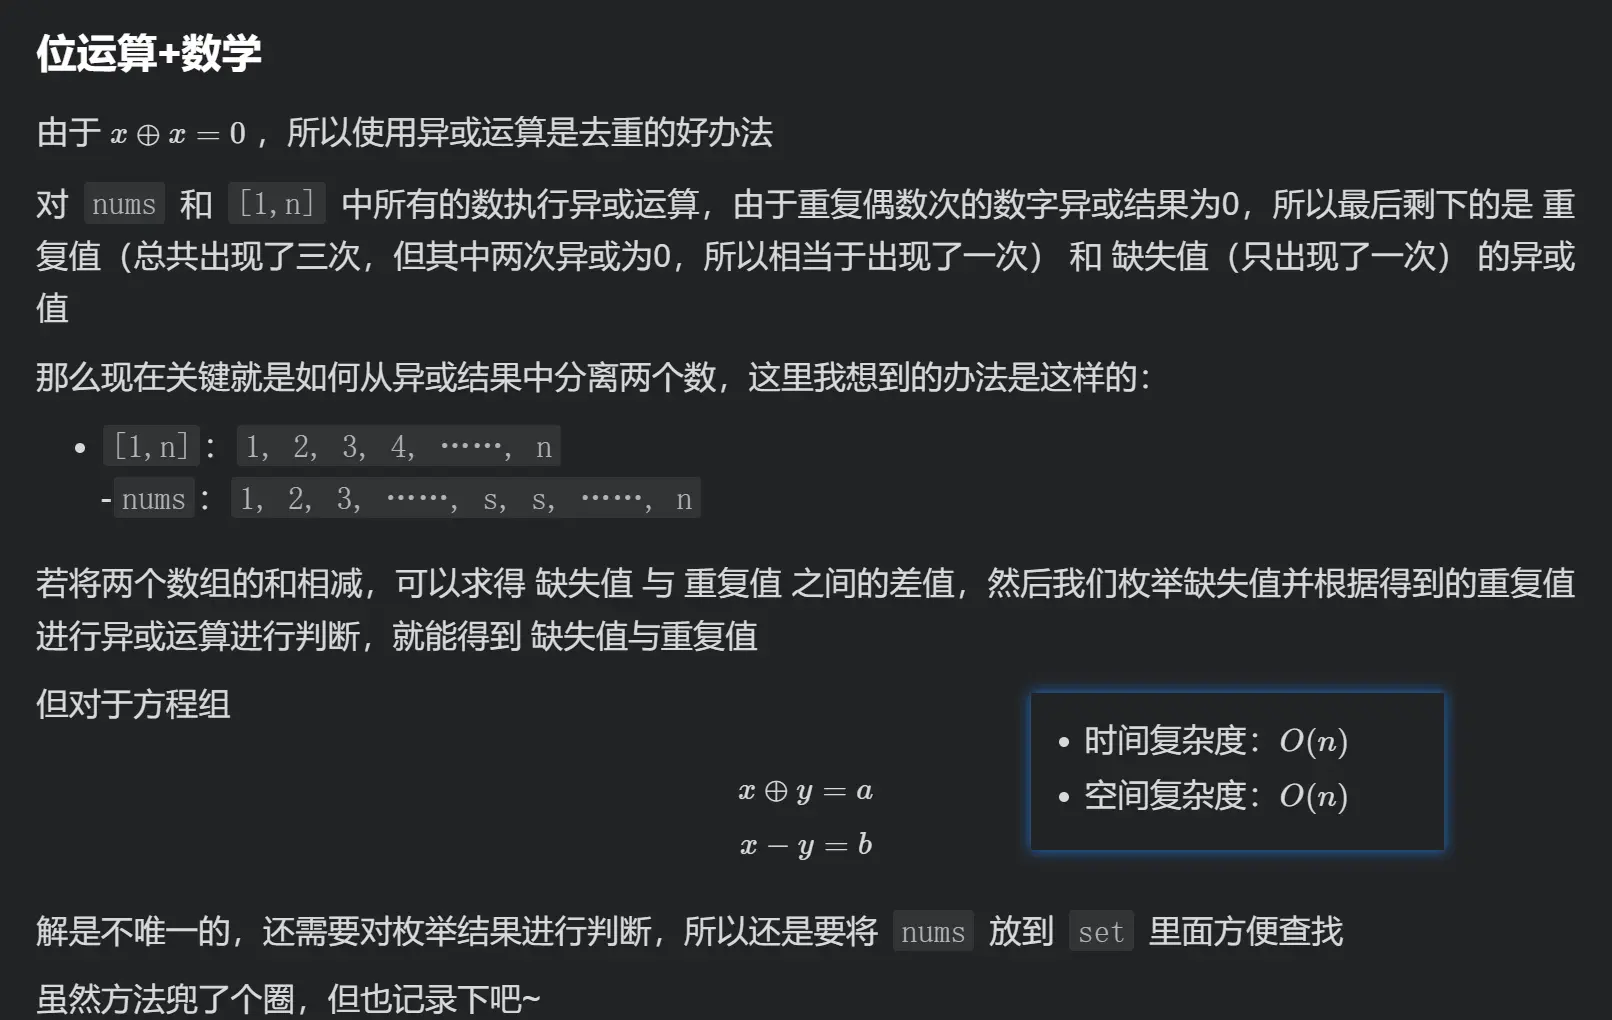 位运算+数学
由于 x ⊕ x = 0 ，所以使用异或运算是去重的好办法
对 nums 和 [1,n] 中所有的数执行异或运算，由于重复偶数次的数字异或结果为0，所以最后剩下的是 重
复值（总共出现了三次，但其中两次异或为0，所以相当于出现了一次） 和 缺失值（只出现了一次） 的异或
值
那么现在关键就是如何从异或结果中分离两个数，这里我想到的办法是这样的：
• [1,n]： 1, 2, 3, 4, ……, n
-nums： 1, 2, 3, ……, s, s, ……, n
若将两个数组的和相减，可以求得 缺失值 与 重复值 之间的差值，然后我们枚举缺失值并根据得到的重复值
进行异或运算进行判断，就能得到 缺失值与重复值
但对于方程组
x ⊕ y = a
x − y = b
• 时间复杂度：O(n)
• 空间复杂度：O(n)
解是不唯一的，还需要对枚举结果进行判断，所以还是要将 nums 放到 set 里面方便查找
虽然方法兜了个圈，但也记录下吧~